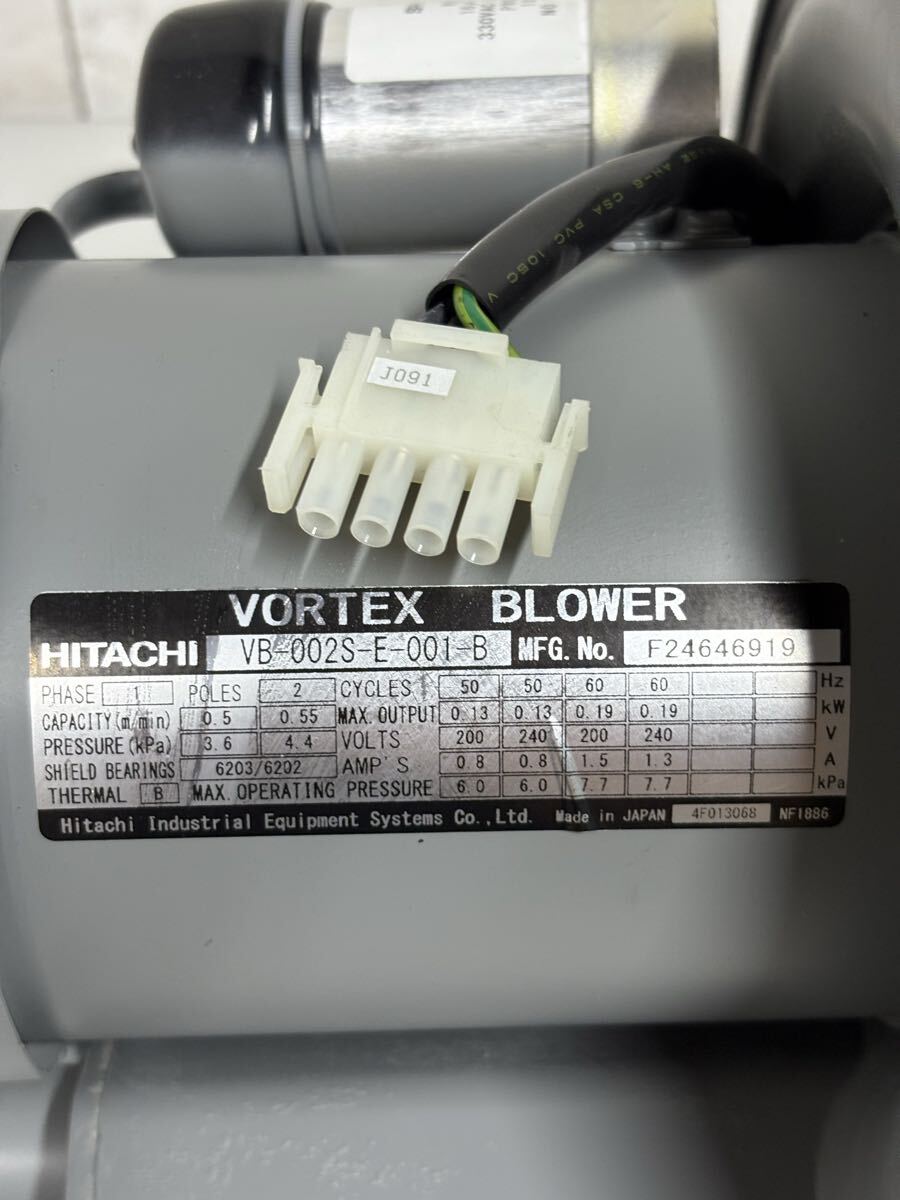 330VAC
CSA PVC 105C V
J091
VORTEX BLOWER
HITACHI VB-002S-E-001-B MFG. No. F24646919
PHASE 1 POLES 2 CYCLES 50 50 60 60 Hz
CAPACITY(㎥/min) 0.5 0.55 MAX. OUTPUT 0.13 0.13 0.19 0.19 kW
PRESSURE(kPa) 3.6 4.4 VOLTS 200 240 200 240 V
SHIELD BEARINGS 6203/6202 AMP'S 0.8 0.8 1.5 1.3 A
THERMAL B MAX. OPERATING PRESSURE 6.0 6.0 7.7 7.7 kPa
Hitachi Industrial Equipment Systems Co.,Ltd. Made in JAPAN 4F013068 NF1886